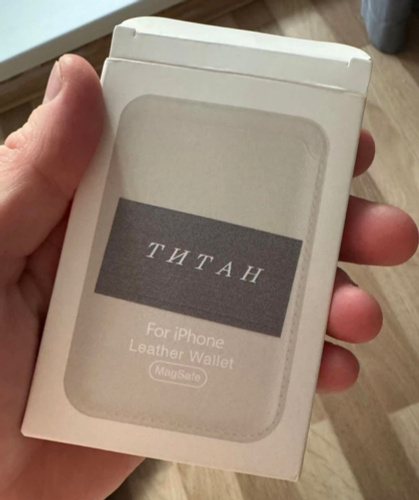 ТИТАН
For iPhone
Leather Wallet
MagSafe